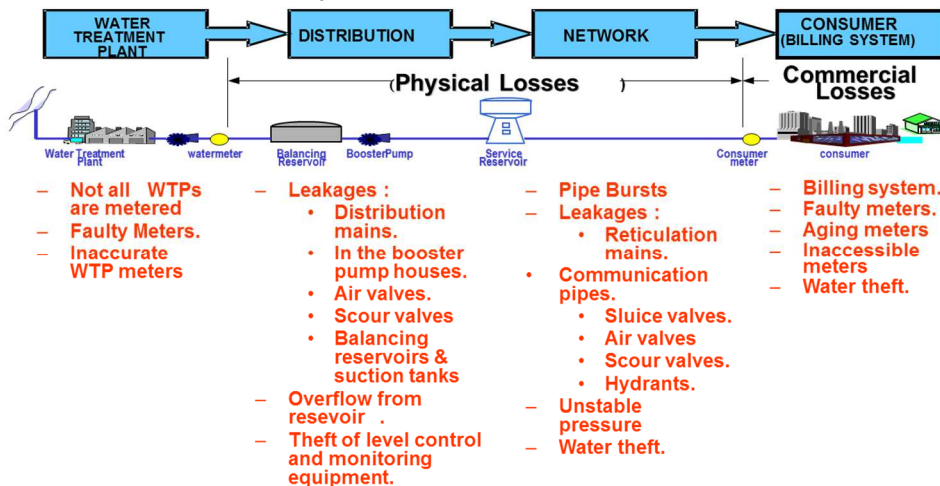 WATER
TREATMENT
PLANT
DISTRIBUTION
NETWORK
CONSUMER
(BILLING SYSTEM)
(Physical Losses )
Commercial
Losses
Water Treatment
Plant
watermeter
Balancing
Reservoir
BoosterPump
Service
Reservoir
Consumer
meter
consumer
– Not all WTPs
are metered
– Faulty Meters.
– Inaccurate
WTP meters
– Leakages :
• Distribution
mains.
• In the booster
pump houses.
• Air valves.
• Scour valves
• Balancing
reservoirs &
suction tanks
– Overflow from
resevoir .
– Theft of level control
and monitoring
equipment.
– Pipe Bursts
– Leakages :
• Reticulation
mains.
• Communication
pipes.
• Sluice valves.
• Air valves
• Scour valves.
• Hydrants.
– Unstable
pressure
– Water theft.
– Billing system.
– Faulty meters.
– Aging meters
– Inaccessible
meters
– Water theft.